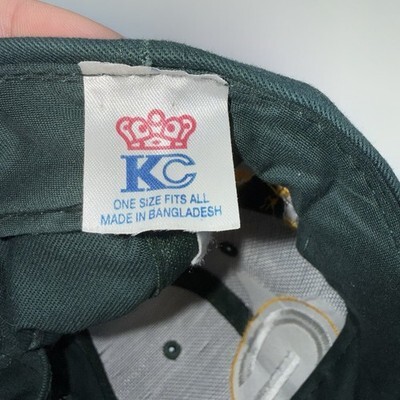 KC
ONE SIZE FITS ALL
MADE IN BANGLADESH